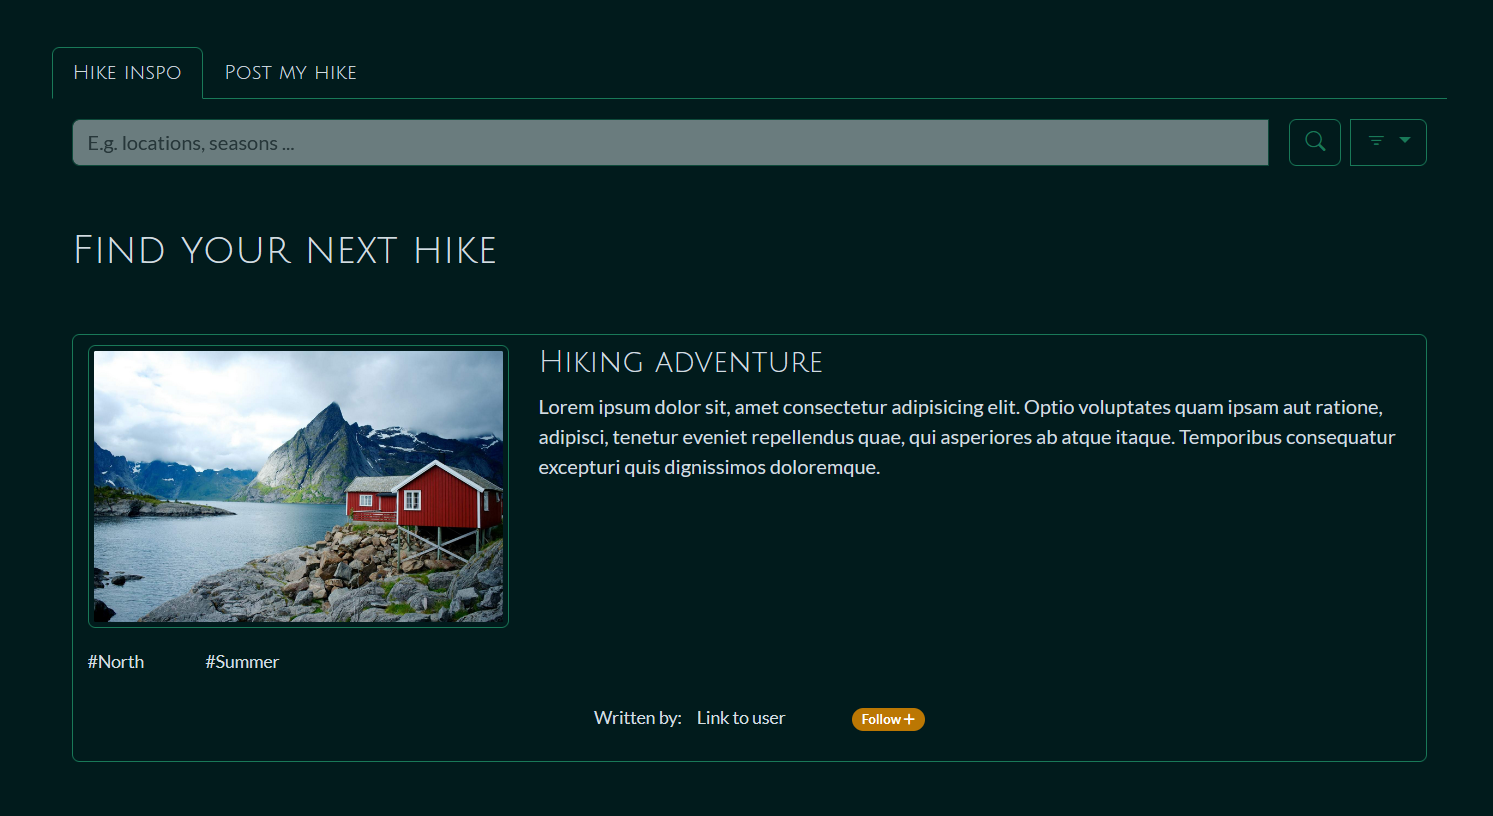 Hike inspo
Post my hike
E.g. locations, seasons ...
Find your next hike
Hiking adventure
Lorem ipsum dolor sit, amet consectetur adipisicing elit. Optio voluptates quam ipsam aut ratione,
adipisci, tenetur eveniet repellendus quae, qui asperiores ab atque itaque. Temporibus consequatur
excepturi quis dignissimos doloremque.
#North #Summer
Written by: Link to user Follow+